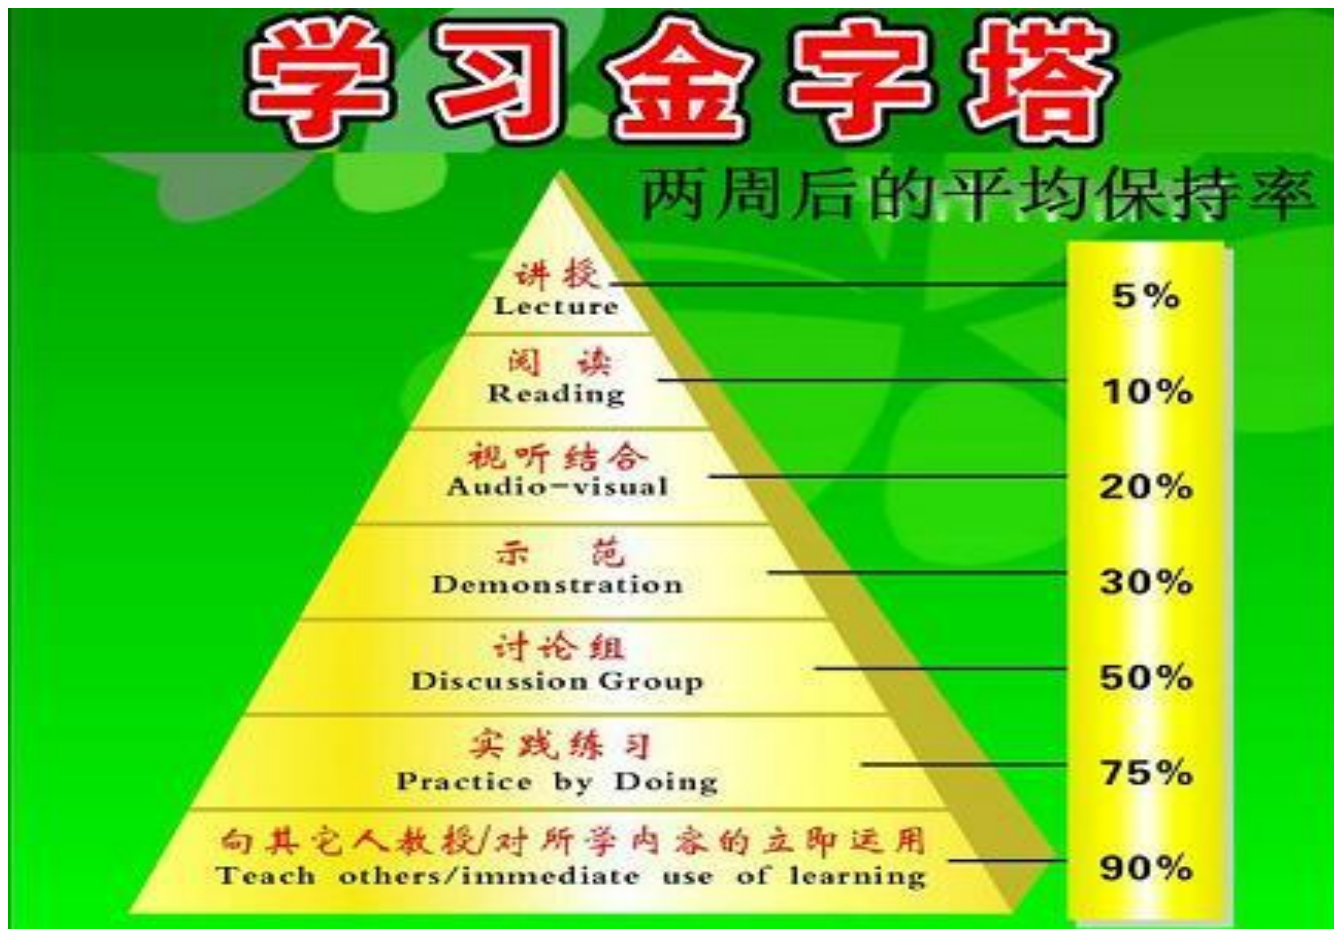 学习金字塔
两周后的平均保持率
讲授
Lecture
5%
阅 读
Reading
10%
视听结合
Audio-visual
20%
示 范
Demonstration
30%
讨论组
Discussion Group
50%
实践练习
Practice by Doing
75%
向其它人教授/对所学内容的立即运用
Teach others/immediate use of learning
90%